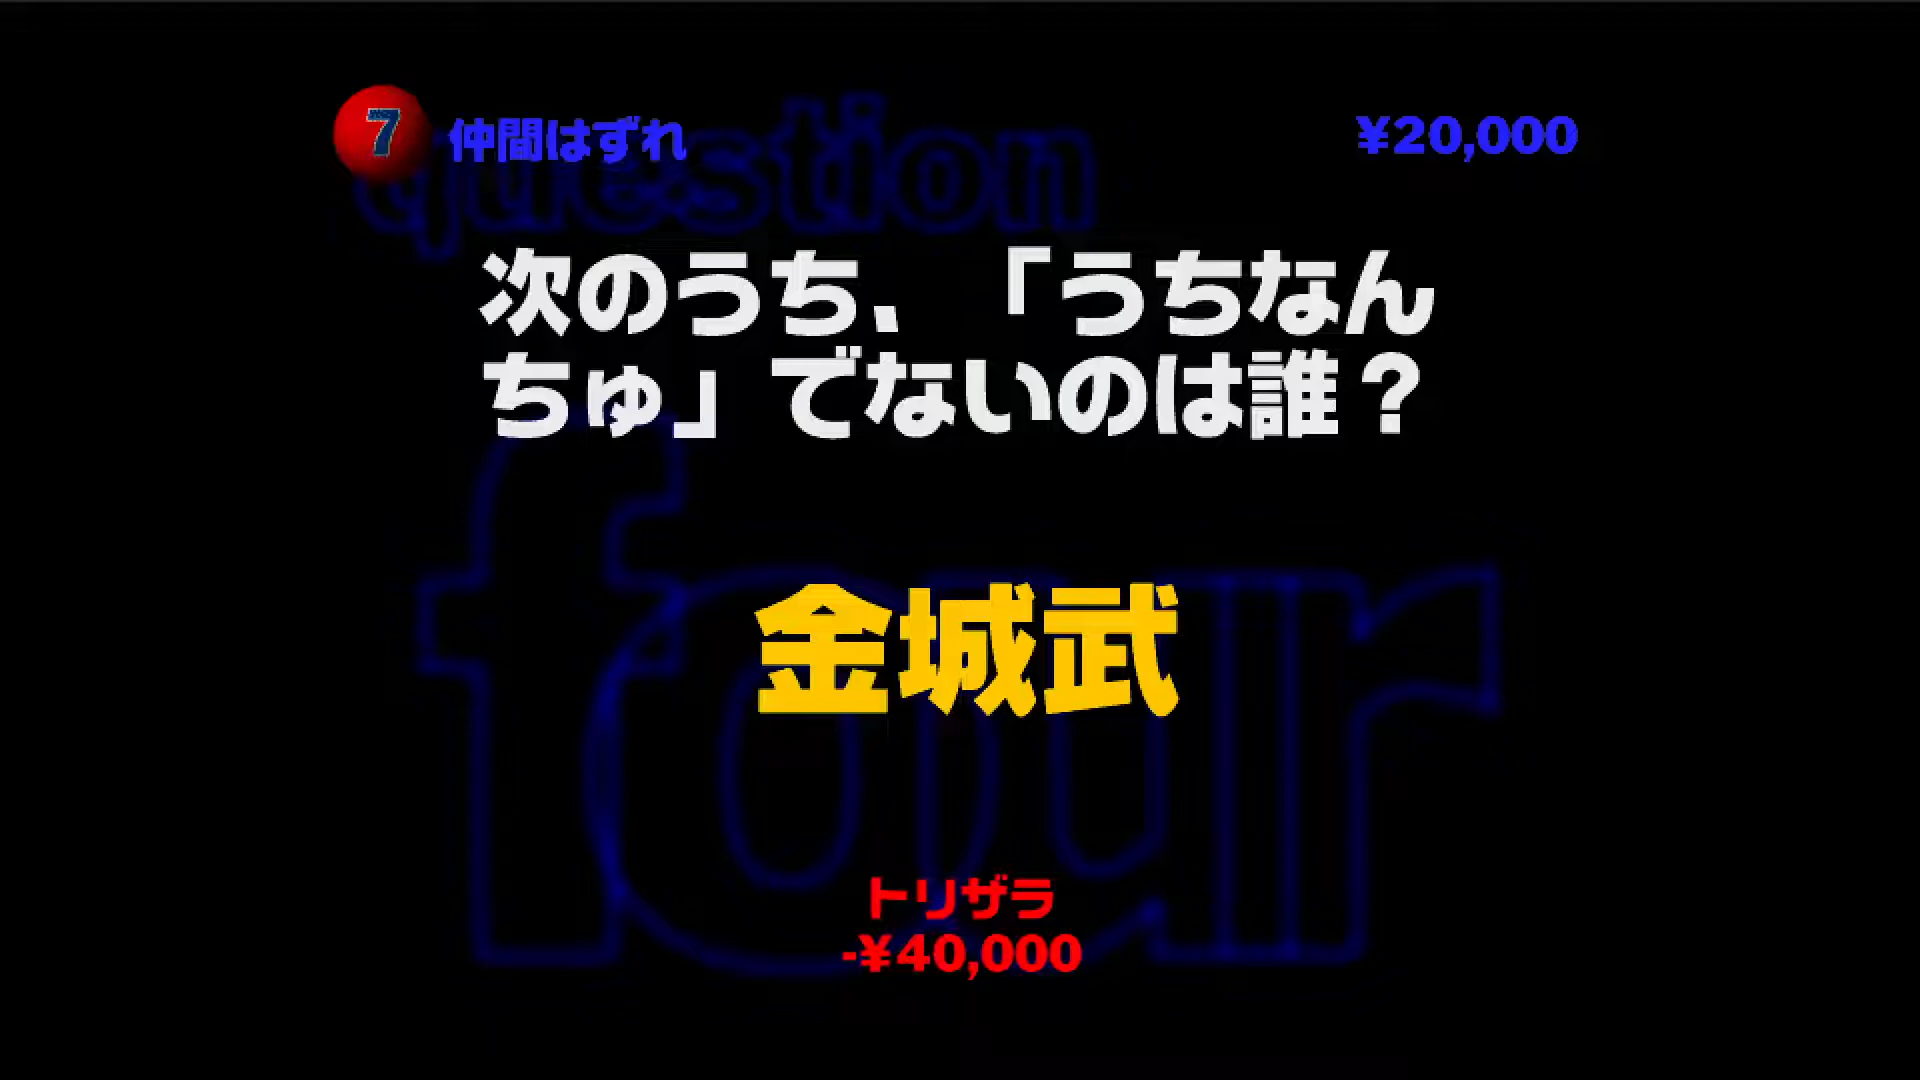 7 仲間はずれ ¥20,000
question
次のうち，「うちなん
ちゅ」でないのは誰？
four
金城武
トリザラ
-¥40,000